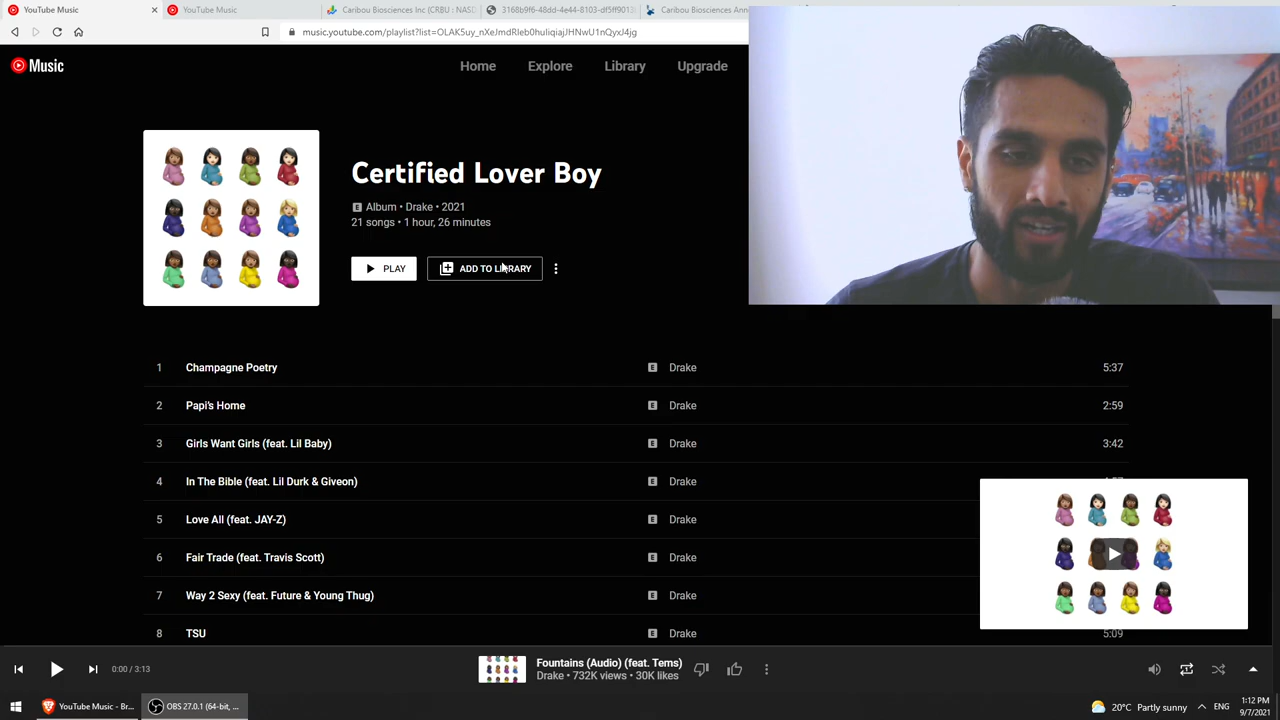 YouTube Music
YouTube Music
Caribou Biosciences Inc (CRBU : NAS
Caribou Biosciences Ann
music.youtube.com/playlist?list=
Music
Home
Explore
Library
Upgrade
Certified Lover Boy
E Album • Drake • 2021
21 songs • 1 hour, 26 minutes
PLAY
ADD TO LIBRARY
1 Champagne Poetry E Drake 5:37
2 Papi's Home E Drake 2:59
3 Girls Want Girls (feat. Lil Baby) E Drake 3:42
4 In The Bible (feat. Lil Durk & Giveon) E Drake
5 Love All (feat. JAY-Z) E Drake
6 Fair Trade (feat. Travis Scott) E Drake
7 Way 2 Sexy (feat. Future & Young Thug) E Drake
8 TSU E Drake 5:09
0:00 / 3:13
Fountains (Audio) (feat. Tems)
Drake • 732K views • 30K likes
YouTube Music - Br...
OBS 27.0.1 (64-bit, ...
20°C Partly sunny
ENG
1:12 PM
9/7/2021